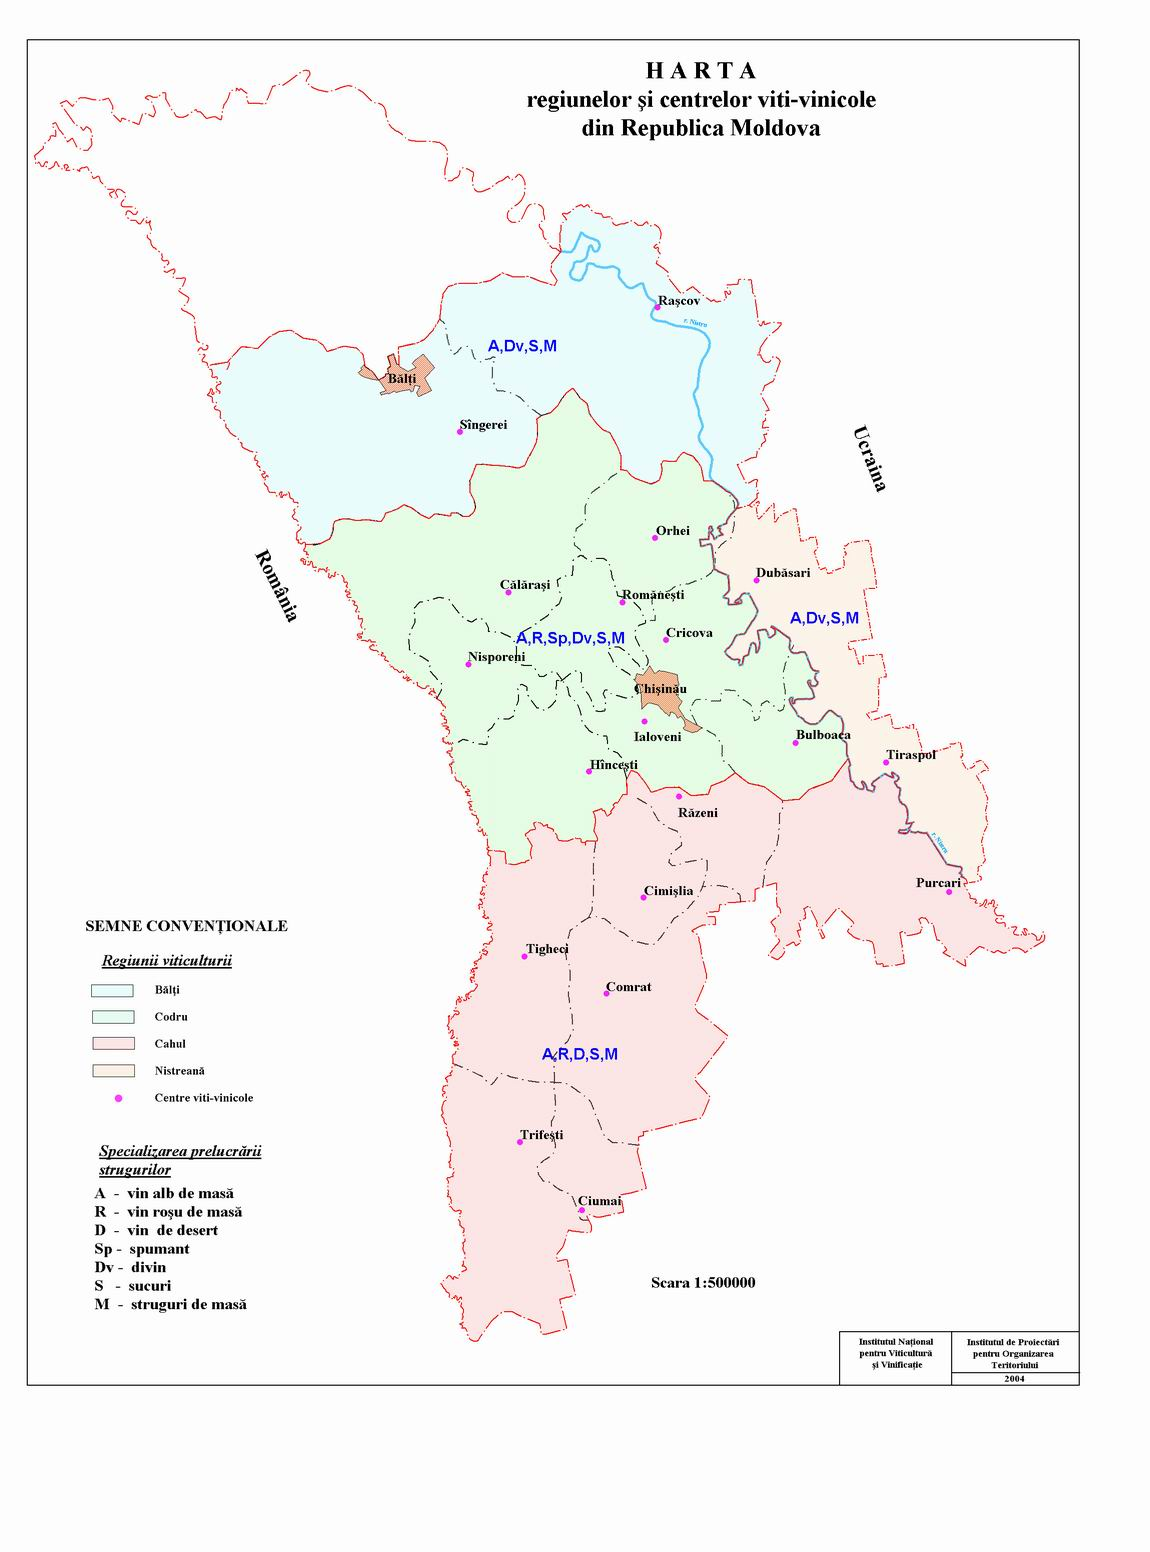 H A R T A
regiunelor şi centrelor viti-vinicole
din Republica Moldova
Raşcov
r. Nistru
A,Dv,S,M
Bălţi
Sîngerei
Ucraina
România
Orhei
Dubăsari
Călăraşi
Româneşti
A,Dv,S,M
Cricova
A,R,Sp,Dv,S,M
Nisporeni
Chişinău
Ialoveni
Bulboaca
Tiraspol
Hînceşti
Răzeni
r. Nistru
Purcari
Cimişlia
Tigheci
Comrat
A,R,D,S,M
Trifeşti
Ciumai
SEMNE CONVENŢIONALE
Regiunii viticulturii
Bălţi
Codru
Cahul
Nistreană
Centre viti-vinicole
Specializarea prelucrării
strugurilor
A - vin alb de masă
R - vin roşu de masă
D - vin de desert
Sp - spumant
Dv - divin
S - sucuri
M - struguri de masă
Scara 1:500000
Institutul Naţional
pentru Viticultură
şi Vinificaţie
Institutul de Proiectări
pentru Organizarea
Teritoriului
2004